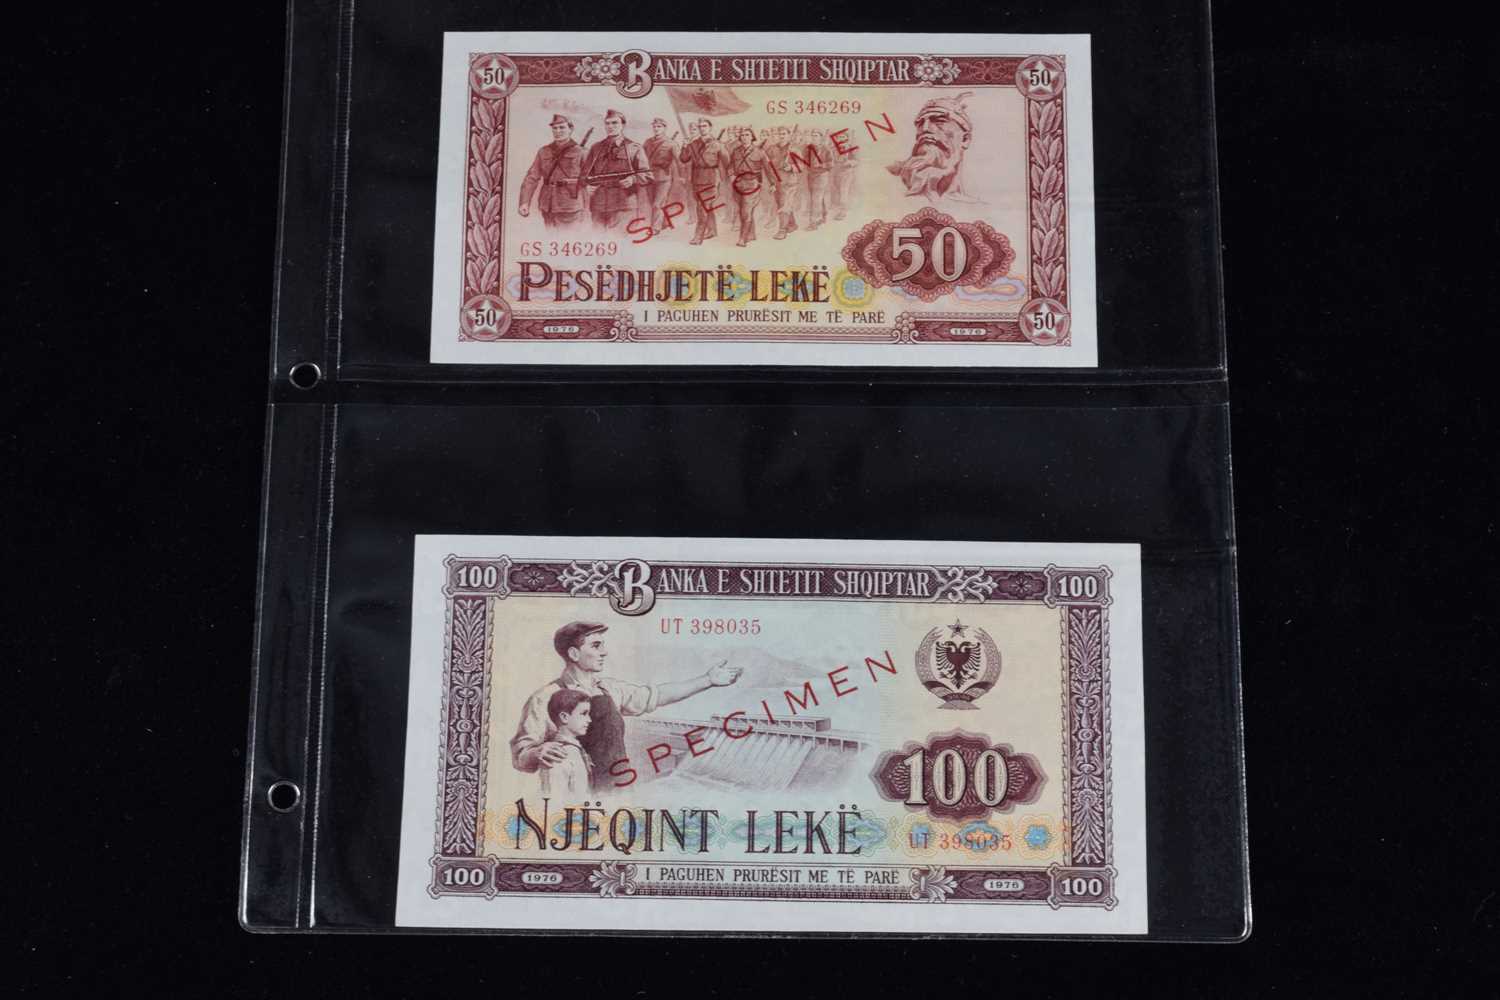 50 BANKA E SHTETIT SHQIPTAR 50
GS 346269
SPECIMEN
GS 346269
50
PESËDHJETË LEKË
I PAGUHEN PRURËSIT ME TË PARË
50 1976 1976 50
100 BANKA E SHTETIT SHQIPTAR 100
UT 398035
SPECIMEN
100
NJËQINT LEKË
UT 398035
I PAGUHEN PRURËSIT ME TË PARË
100 1976 1976 100